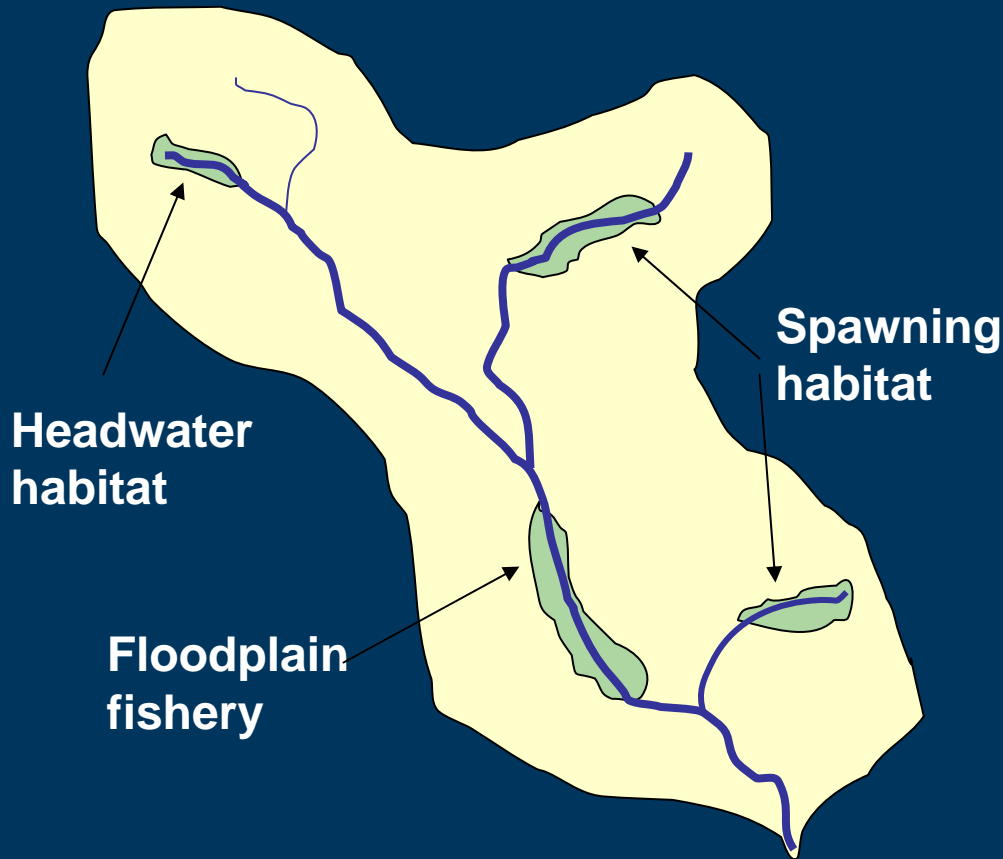 Spawning
habitat
Headwater
habitat
Floodplain
fishery